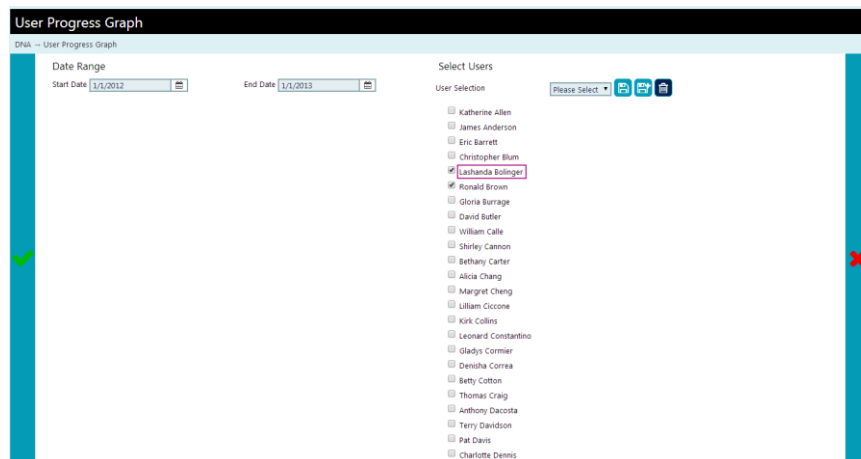 User Progress Graph
DNA → User Progress Graph
Date Range
Start Date 1/1/2012
End Date 1/1/2013
Select Users
User Selection Please Select
Katherine Allen
James Anderson
Eric Barrett
Christopher Blum
Lashanda Bolinger
Ronald Brown
Gloria Burrage
David Butler
William Calle
Shirley Cannon
Bethany Carter
Alicia Chang
Margret Cheng
Lilliam Ciccone
Kirk Collins
Leonard Constantino
Gladys Cormier
Denisha Correa
Betty Cotton
Thomas Craig
Anthony Dacosta
Terry Davidson
Pat Davis
Charlotte Dennis